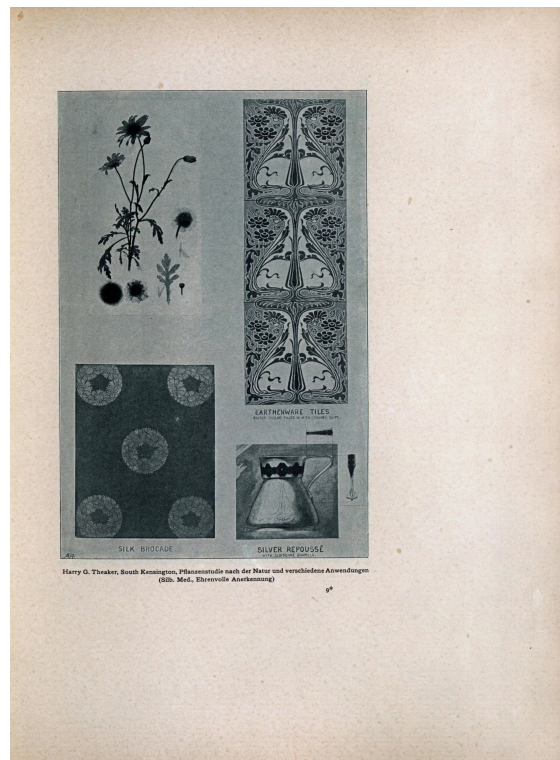 EARTHENWARE TILES
SILK BROCADE
SILVER REPOUSSÉ
Harry G. Theaker, South Kensington, Pflanzenstudie nach der Natur und verschiedene Anwendungen
(Silb. Med., Ehrenvolle Anerkennung)
9*